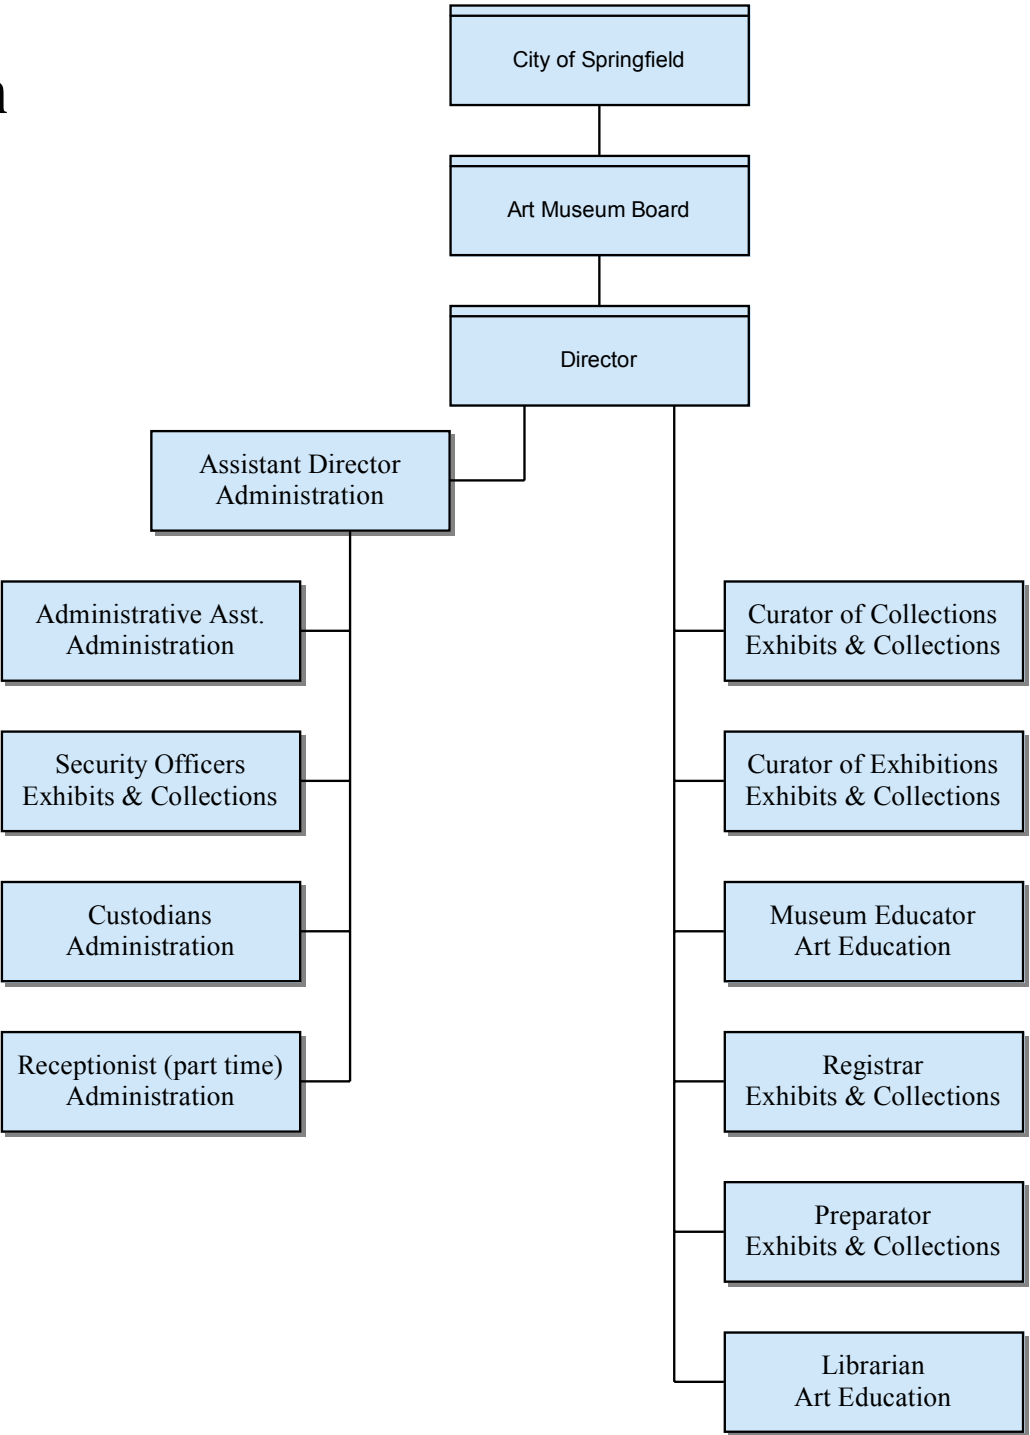 City of Springfield
Art Museum Board
Director
Assistant Director
Administration
Administrative Asst.
Administration
Security Officers
Exhibits & Collections
Custodians
Administration
Receptionist (part time)
Administration
Curator of Collections
Exhibits & Collections
Curator of Exhibitions
Exhibits & Collections
Museum Educator
Art Education
Registrar
Exhibits & Collections
Preparator
Exhibits & Collections
Librarian
Art Education